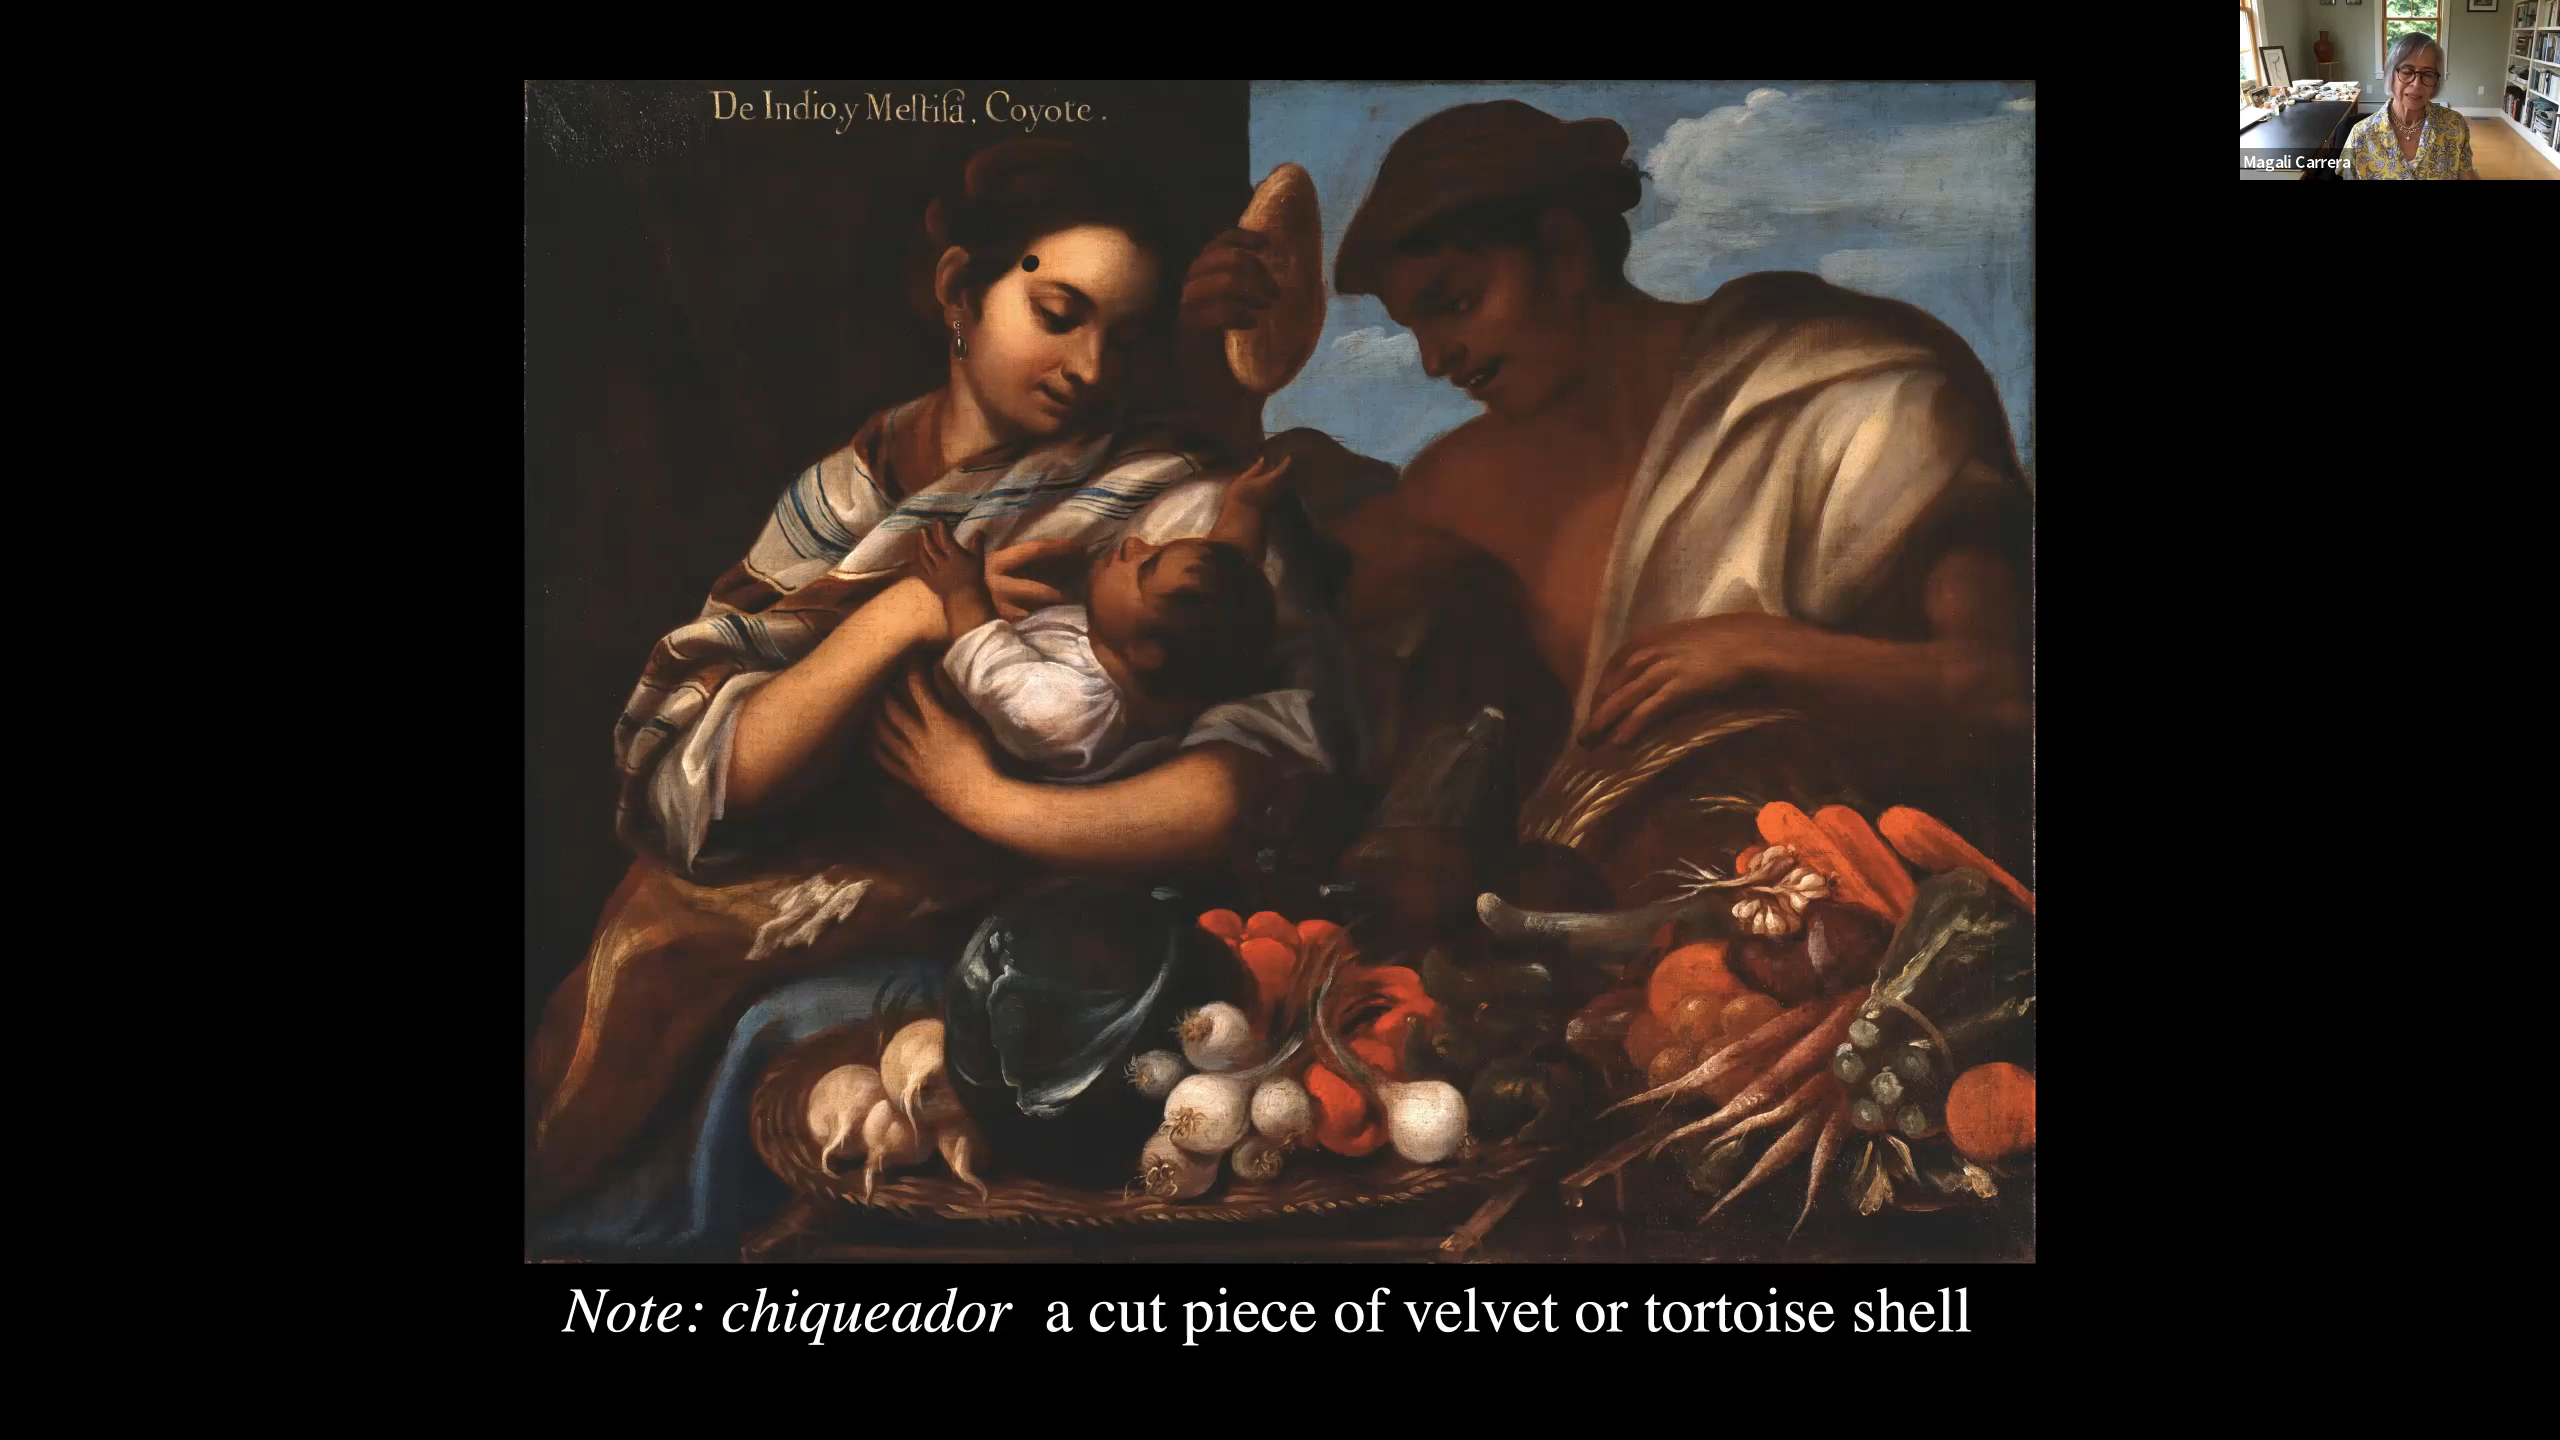 De Indio, y Meſtiſa, Coyote.
Magali Carrera
Note: chiqueador a cut piece of velvet or tortoise shell